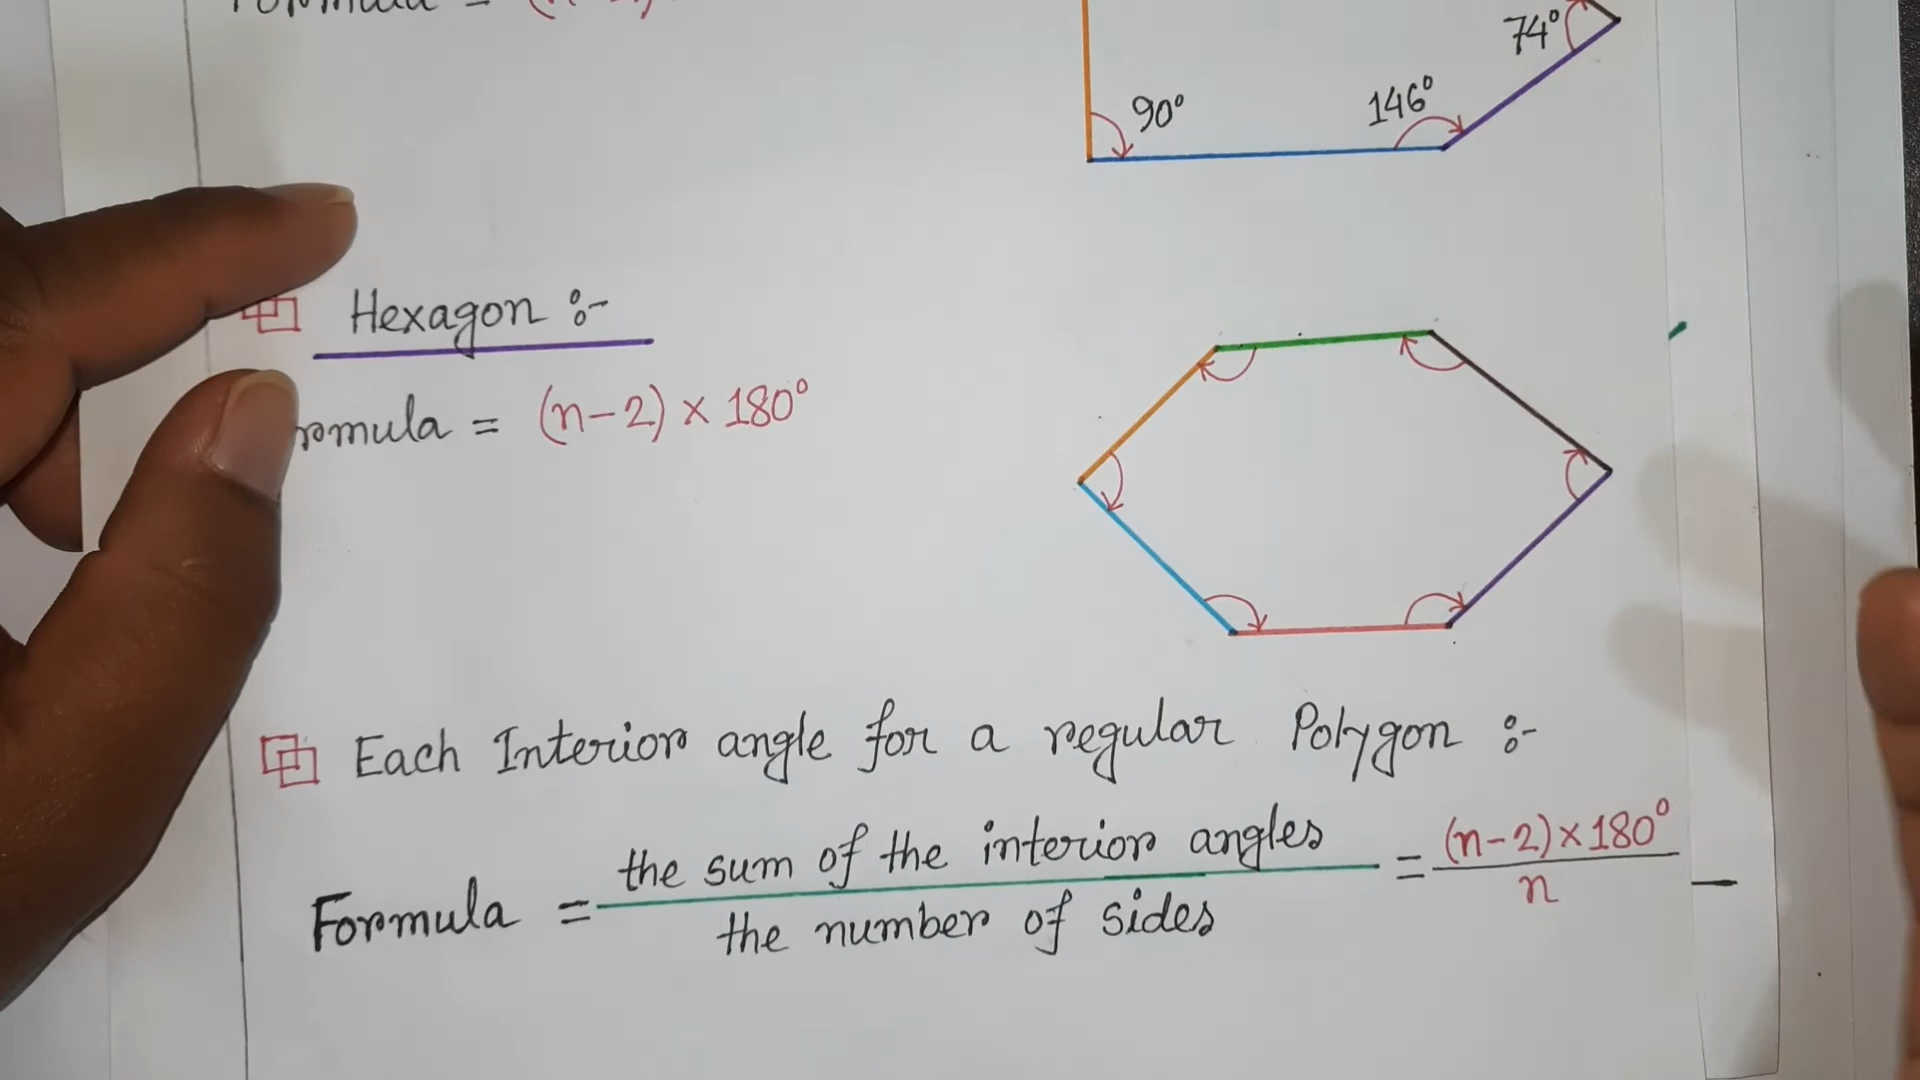 74°
90°
146°
Hexagon :-
ormula = (n-2) × 180°
Each Interior angle for a regular Polygon :-
Formula = the sum of the interior angles / the number of sides = (n-2)×180° / n